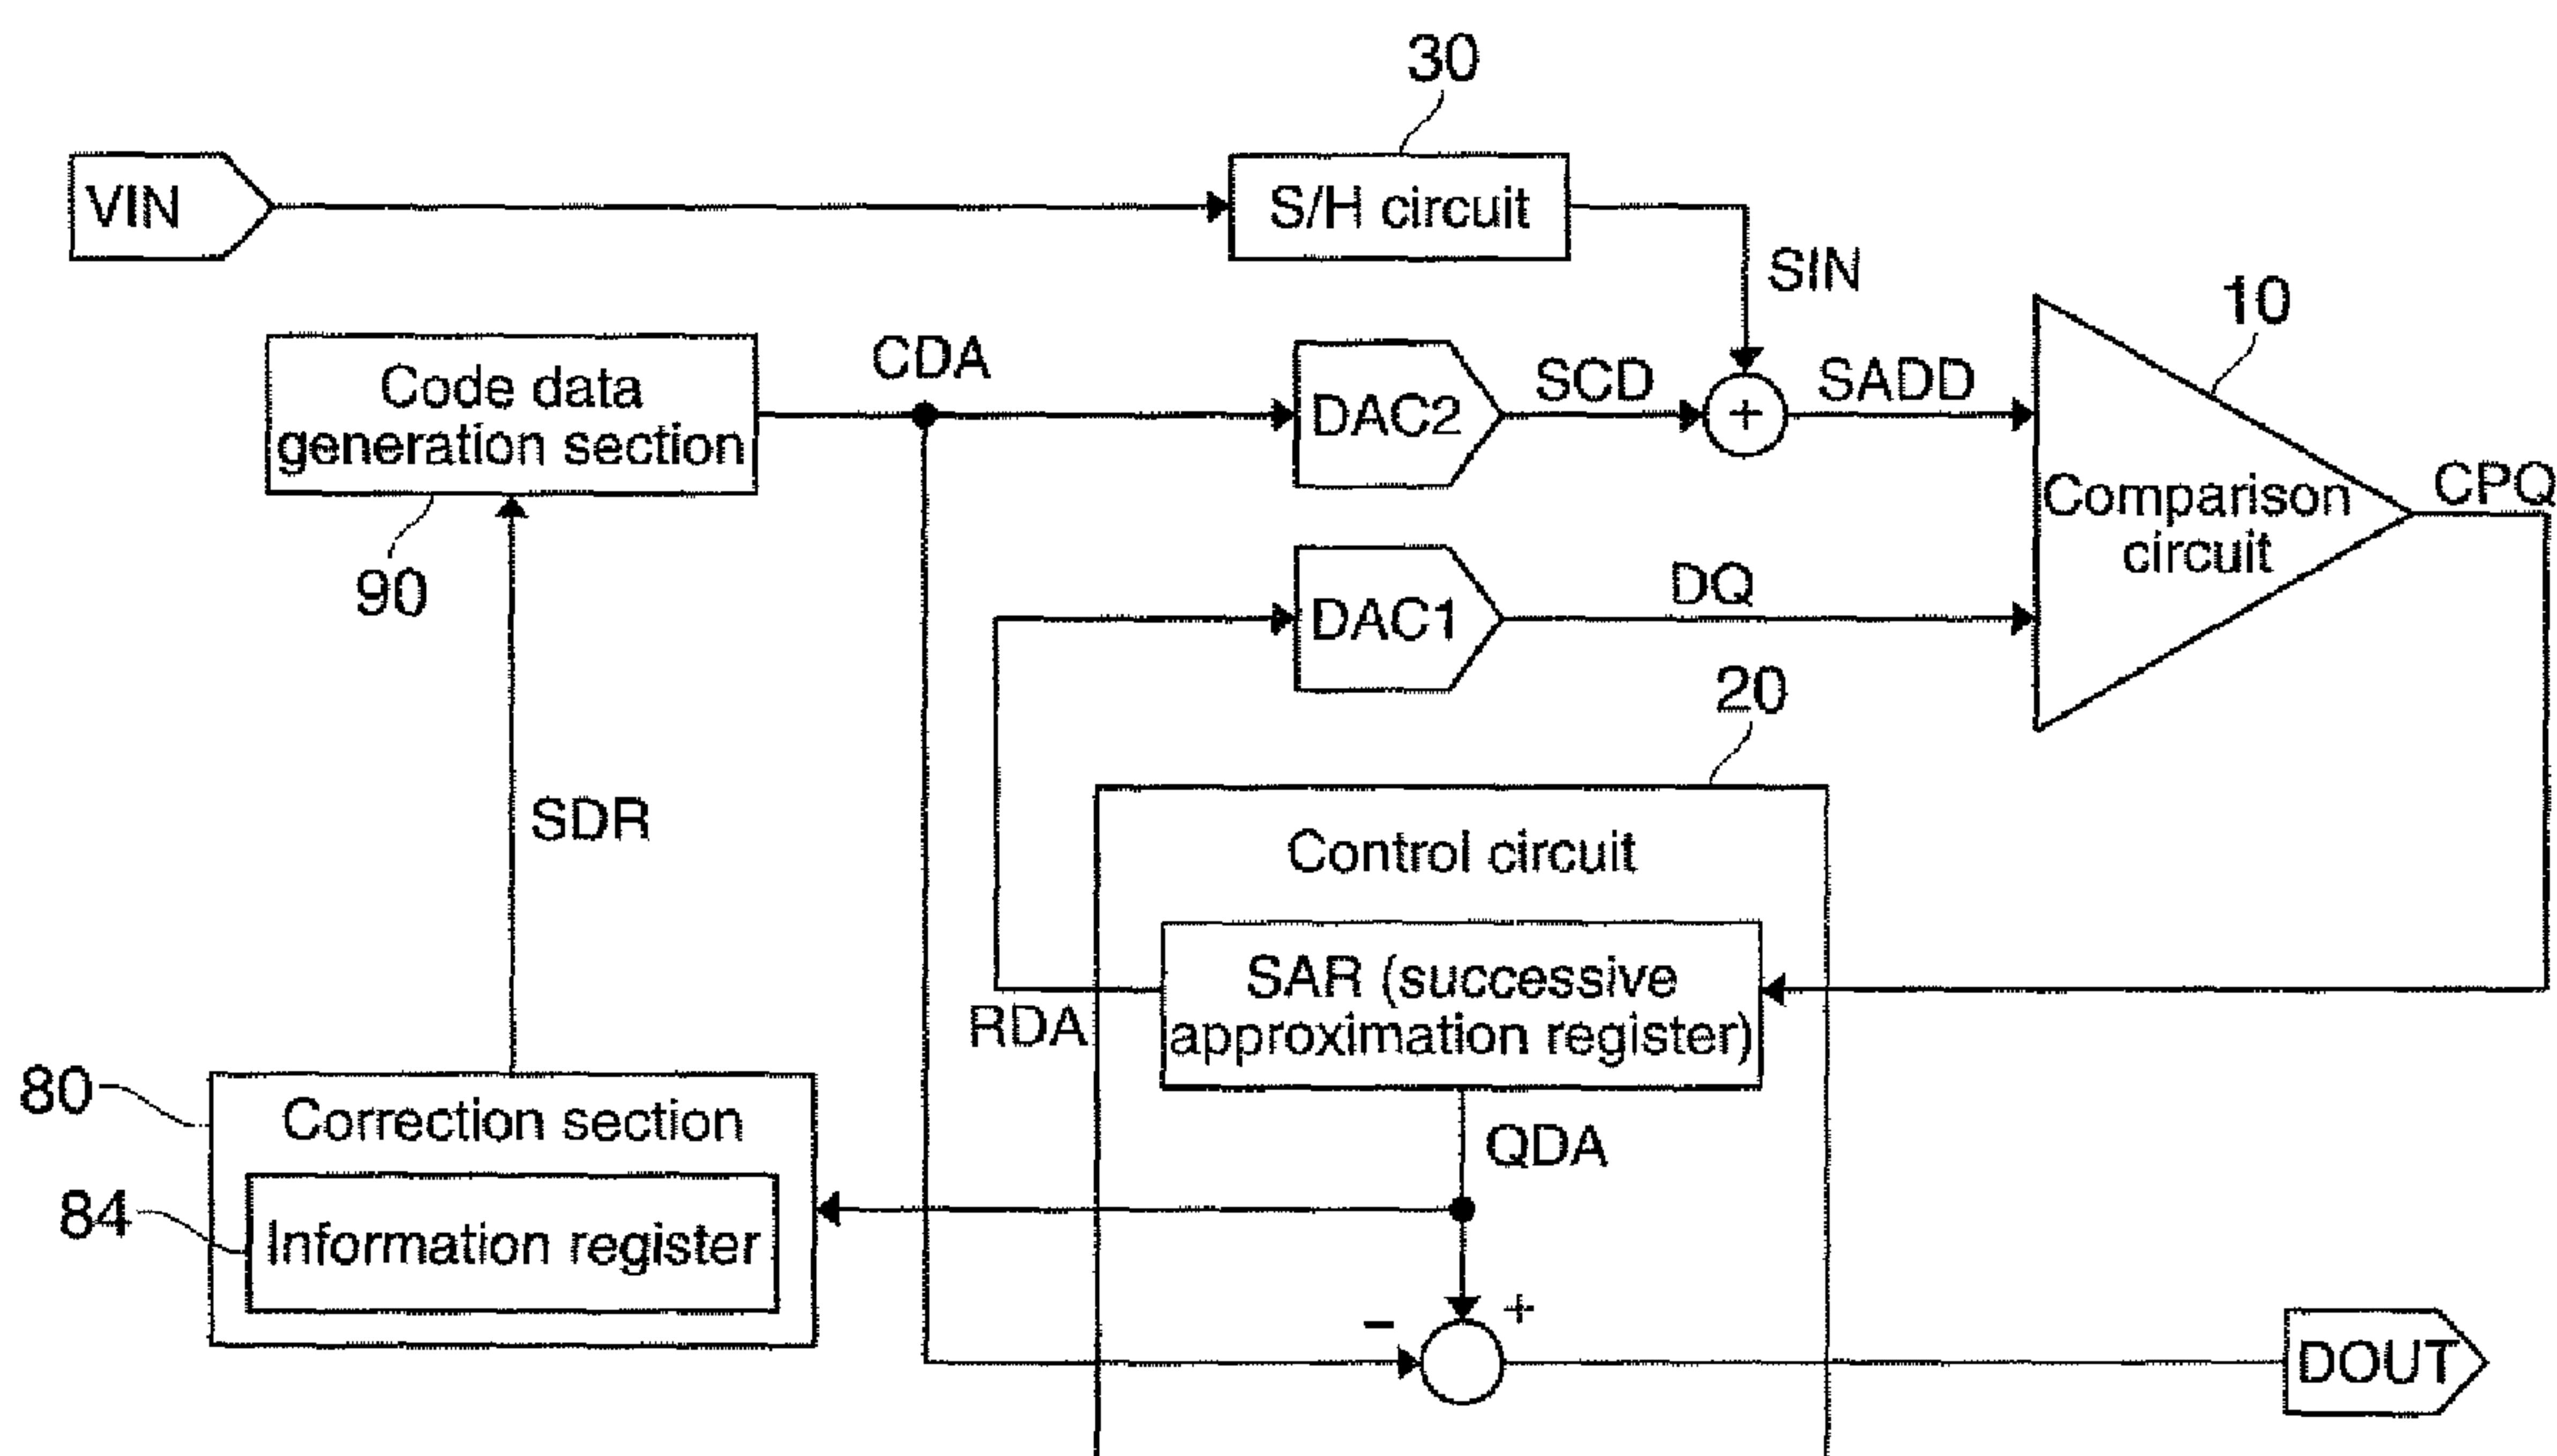 30
VIN
S/H circuit
SIN
10
Code data
generation section
CDA
DAC2
SCD
+
SADD
Comparison
circuit
CPQ
90
DAC1
DQ
20
SDR
Control circuit
SAR (successive
approximation register)
RDA
80
Correction section
QDA
84
Information register
+
−
DOUT